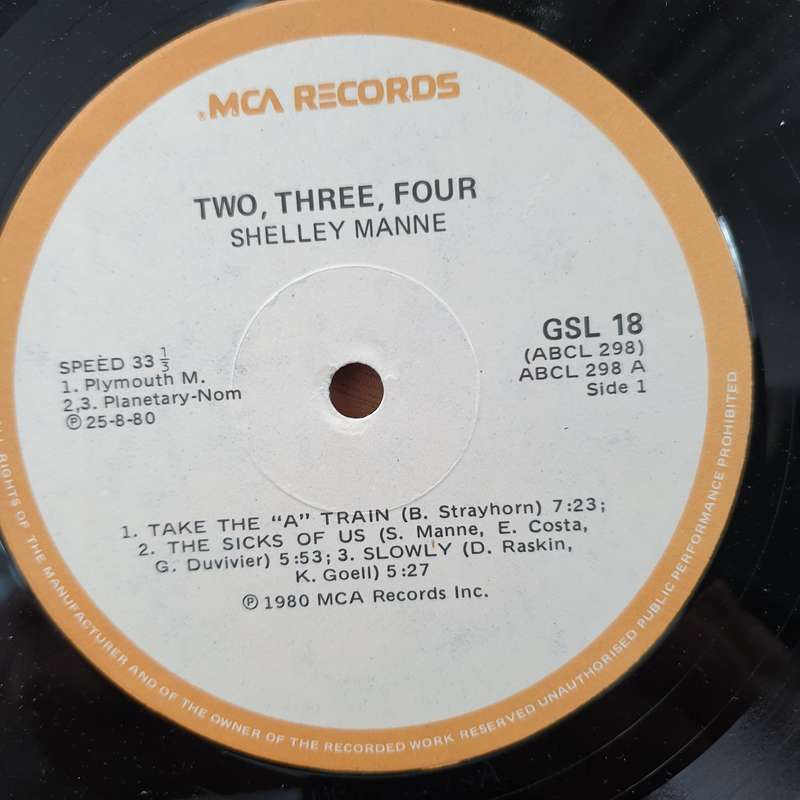 ®MCA RECORDS
TWO, THREE, FOUR
SHELLEY MANNE
SPEED 33 1/3
1. Plymouth M.
2,3. Planetary-Nom
Ⓟ25-8-80
GSL 18
(ABCL 298)
ABCL 298 A
Side 1
1. TAKE THE “A” TRAIN (B. Strayhorn) 7:23;
2. THE SICKS OF US (S. Manne, E. Costa,
G. Duvivier) 5:53; 3. SLOWLY (D. Raskin,
K. Goell) 5:27
Ⓟ 1980 MCA Records Inc.
RIGHTS OF THE MANUFACTURER AND OF THE OWNER OF THE RECORDED WORK RESERVED UNAUTHORISED PUBLIC PERFORMANCE PROHIBITED